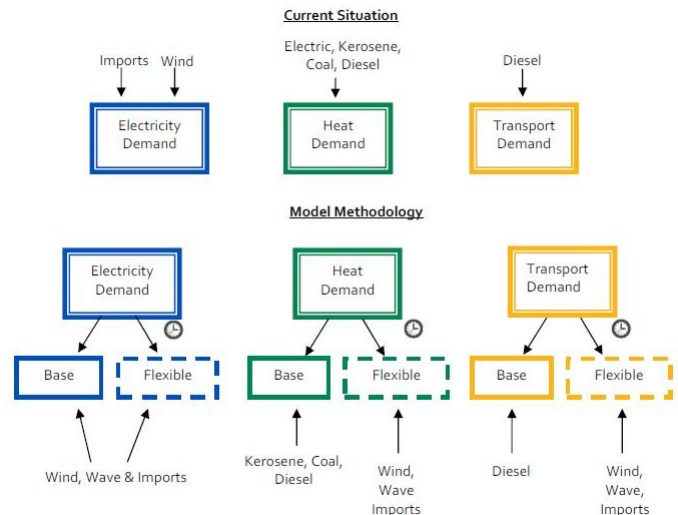 Current Situation
Imports
Wind
Electric, Kerosene,
Coal, Diesel
Diesel
Electricity
Demand
Heat
Demand
Transport
Demand
Model Methodology
Electricity
Demand
Heat
Demand
Transport
Demand
Base
Flexible
Base
Flexible
Base
Flexible
Wind, Wave & Imports
Kerosene, Coal,
Diesel
Wind,
Wave
Imports
Diesel
Wind,
Wave,
Imports